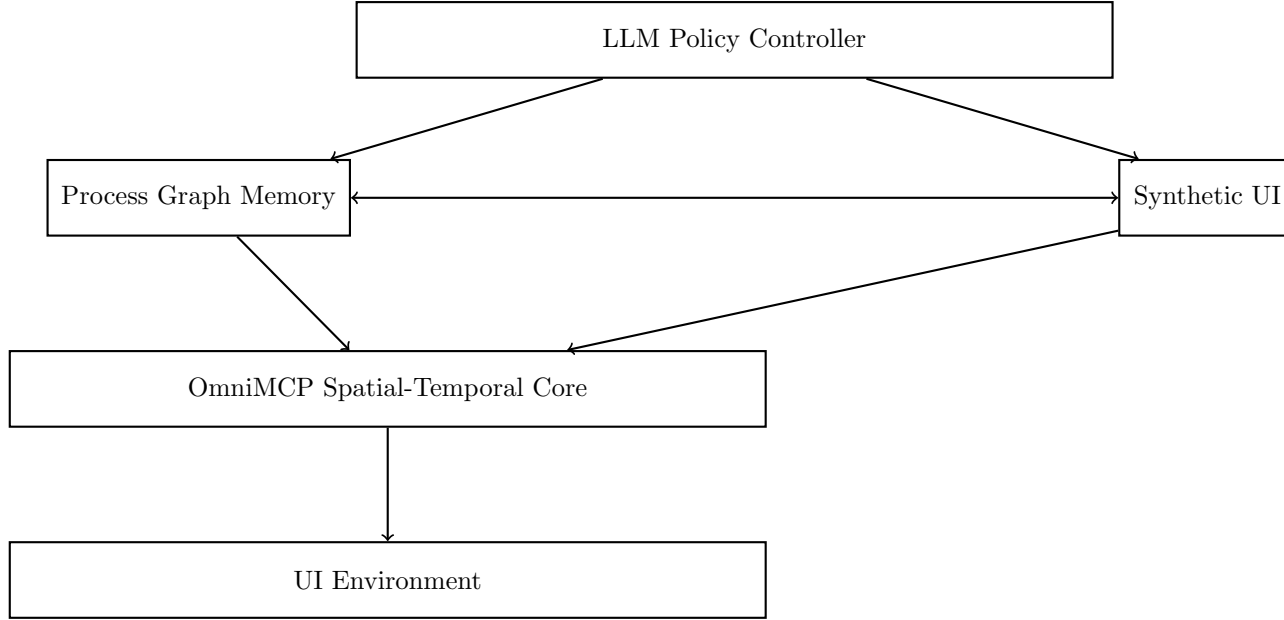 LLM Policy Controller
Process Graph Memory
Synthetic UI
OmniMCP Spatial-Temporal Core
UI Environment